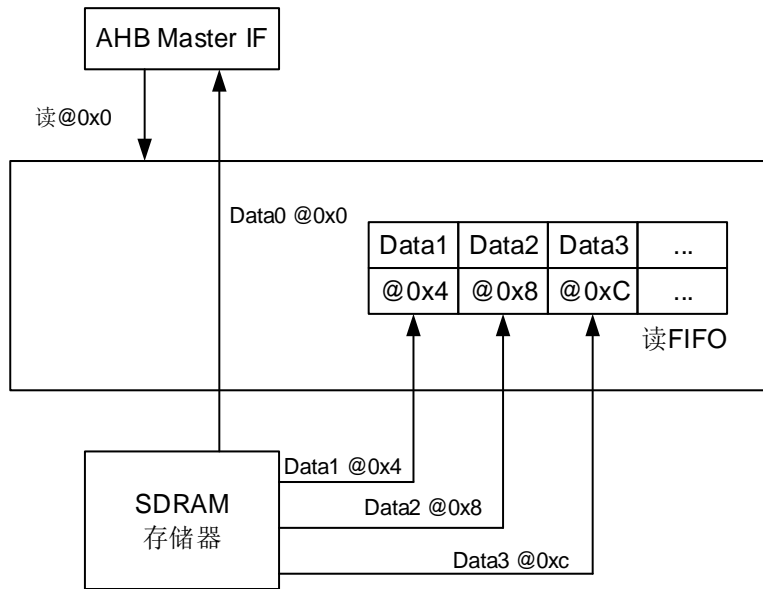 AHB Master IF
读@0x0
Data0 @0x0
Data1 Data2 Data3 ...
@0x4 @0x8 @0xC ...
读FIFO
Data1 @0x4
SDRAM
Data2 @0x8
存储器
Data3 @0xc